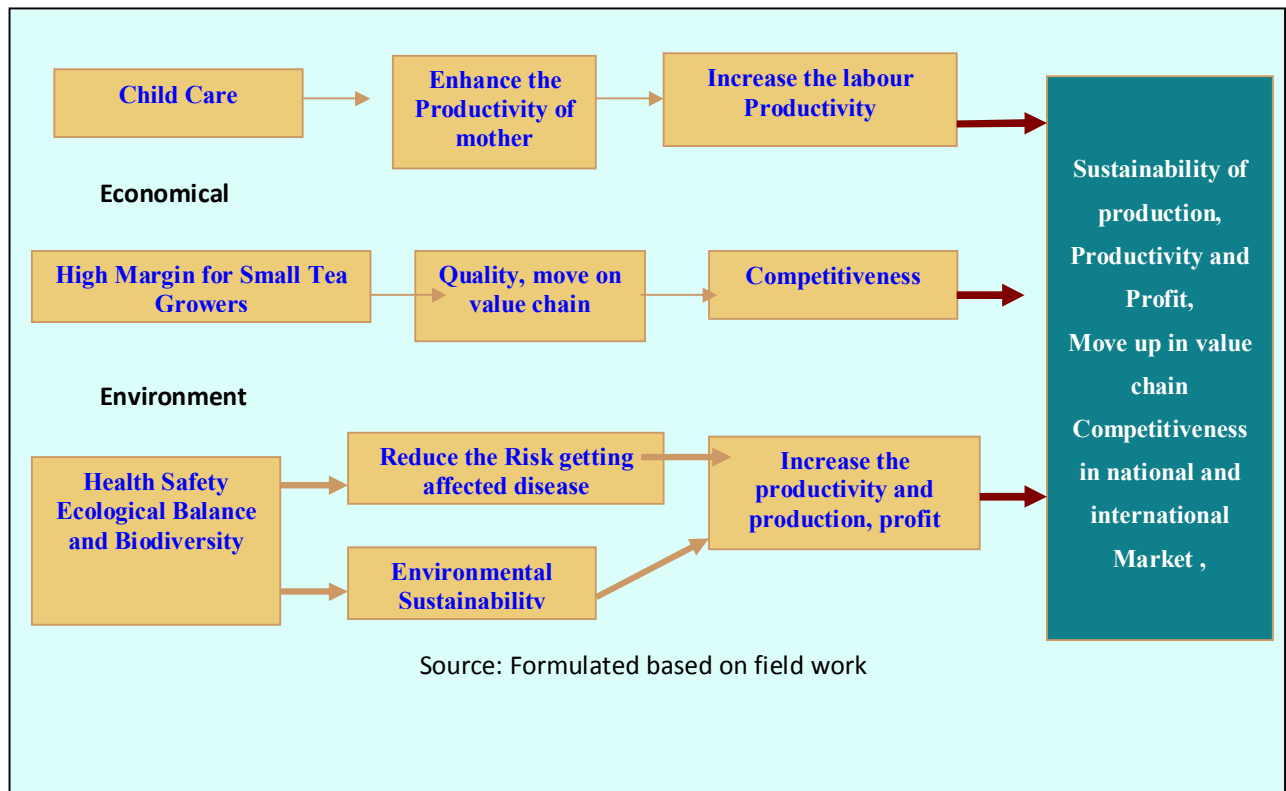 Child Care
Enhance the
Productivity of
mother
Increase the labour
Productivity
Economical
High Margin for Small Tea
Growers
Quality, move on
value chain
Competitiveness
Environment
Health Safety
Ecological Balance
and Biodiversity
Reduce the Risk getting
affected disease
Environmental
Sustainability
Increase the
productivity and
production, profit
Sustainability of
production,
Productivity and
Profit,
Move up in value
chain
Competitiveness
in national and
international
Market ,
Source: Formulated based on field work